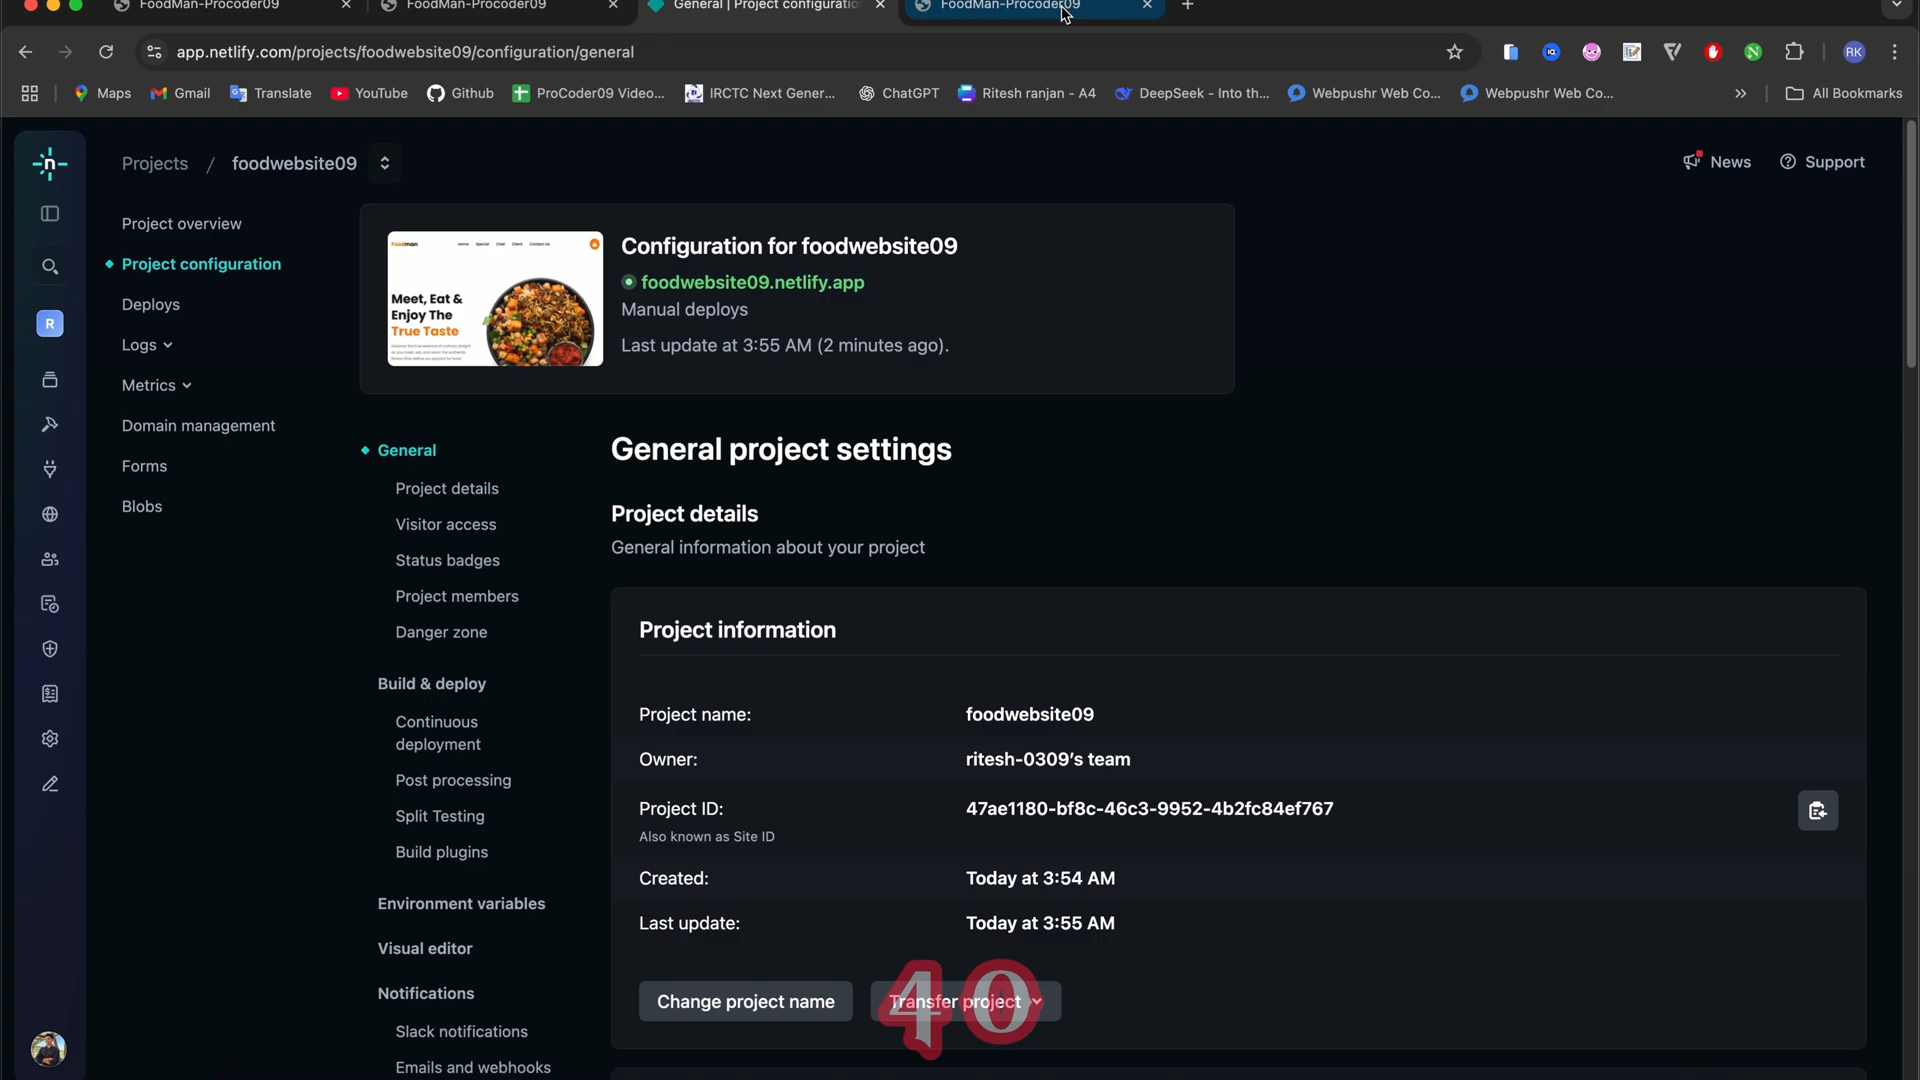 FoodMan-Procoder09
FoodMan-Procoder09
General | Project configuratio
FoodMan-Procoder09
app.netlify.com/projects/foodwebsite09/configuration/general
RK
Maps
Gmail
Translate
YouTube
Github
ProCoder09 Video...
IRCTC Next Gener...
ChatGPT
Ritesh ranjan - A4
DeepSeek - Into th...
Webpushr Web Co...
Webpushr Web Co...
All Bookmarks
n
R
Projects / foodwebsite09
News
Support
Project overview
Project configuration
Deploys
Logs
Metrics
Domain management
Forms
Blobs
Foodman
Home Special Chef Client Contact Us
Meet, Eat &
Enjoy The
True Taste
Configuration for foodwebsite09
foodwebsite09.netlify.app
Manual deploys
Last update at 3:55 AM (2 minutes ago).
General
Project details
Visitor access
Status badges
Project members
Danger zone
Build & deploy
Continuous
deployment
Post processing
Split Testing
Build plugins
Environment variables
Visual editor
Notifications
Slack notifications
Emails and webhooks
General project settings
Project details
General information about your project
Project information
Project name: foodwebsite09
Owner: ritesh-0309’s team
Project ID: 47ae1180-bf8c-46c3-9952-4b2fc84ef767
Also known as Site ID
Created: Today at 3:54 AM
Last update: Today at 3:55 AM
Change project name
Transfer project
40